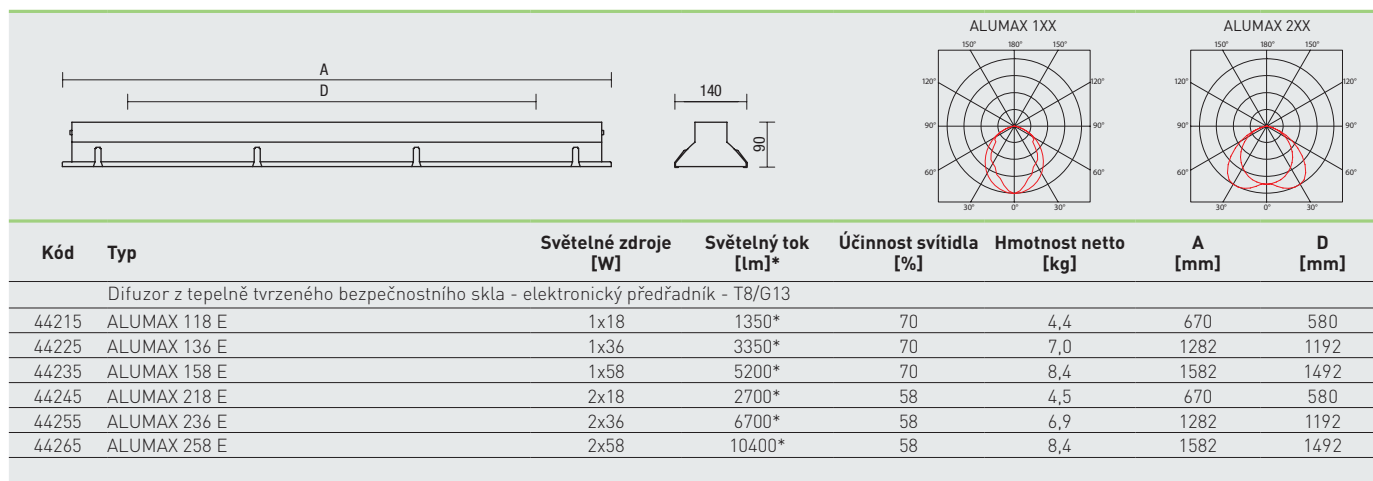 ALUMAX 1XX ALUMAX 2XX
150° 180° 150° 150° 180° 150°
A
120° 120° 120° 120°
D
140
90° 90° 90° 90°
90
60° 60° 60° 60°
30° 0° 30° 30° 0° 30°
Kód Typ Světelné zdroje [W] Světelný tok [lm]* Účinnost svítidla [%] Hmotnost netto [kg] A [mm] D [mm]
Difuzor z tepelně tvrzeného bezpečnostního skla - elektronický předřadník - T8/G13
44215 ALUMAX 118 E 1x18 1350* 70 4,4 670 580
44225 ALUMAX 136 E 1x36 3350* 70 7,0 1282 1192
44235 ALUMAX 158 E 1x58 5200* 70 8,4 1582 1492
44245 ALUMAX 218 E 2x18 2700* 58 4,5 670 580
44255 ALUMAX 236 E 2x36 6700* 58 6,9 1282 1192
44265 ALUMAX 258 E 2x58 10400* 58 8,4 1582 1492